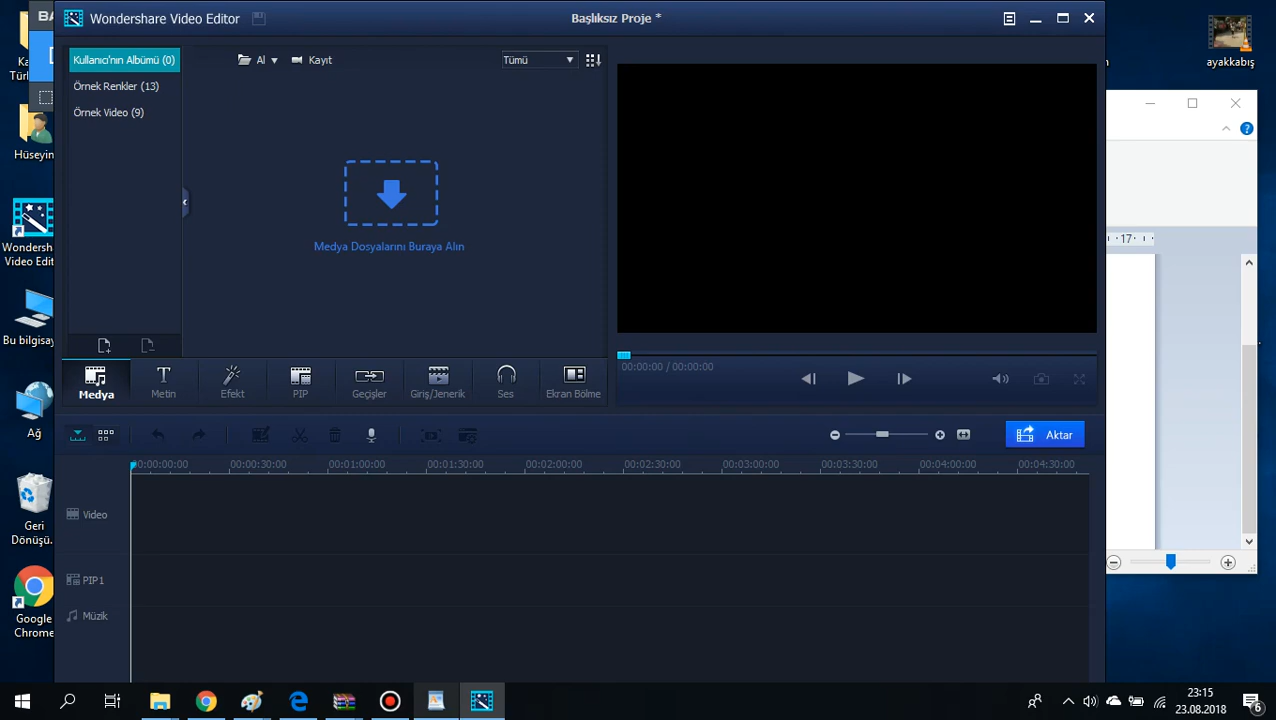 Wondershare Video Editor
Başlıksız Proje *
Kullanıcı'nın Albümü (0)
Örnek Renkler (13)
Örnek Video (9)
Al
Kayıt
Tümü
Medya Dosyalarını Buraya Alın
Medya
Metin
Efekt
PIP
Geçişler
Giriş/Jenerik
Ses
Ekran Bölme
00:00:00 / 00:00:00
Aktar
00:00:00:00
00:00:30:00
00:01:00:00
00:01:30:00
00:02:00:00
00:02:30:00
00:03:00:00
00:03:30:00
00:04:00:00
00:04:30:00
Video
PIP1
Müzik
BA
Hüseyin
Wondershare
Video Edit
Bu bilgisay
Ağ
Geri
Dönüşü...
Google
Chrome
ayakkabış
17
23:15
23.08.2018
6